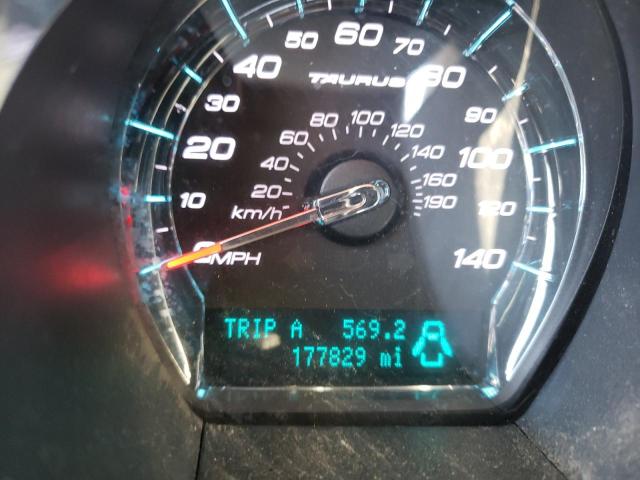 50 60 70
40 TAURUS 80
30 90
20 100
10 120
0 MPH 140
80 100 120
60 140
40 160
20 190
km/h
TRIP A 569.2
177829 mi